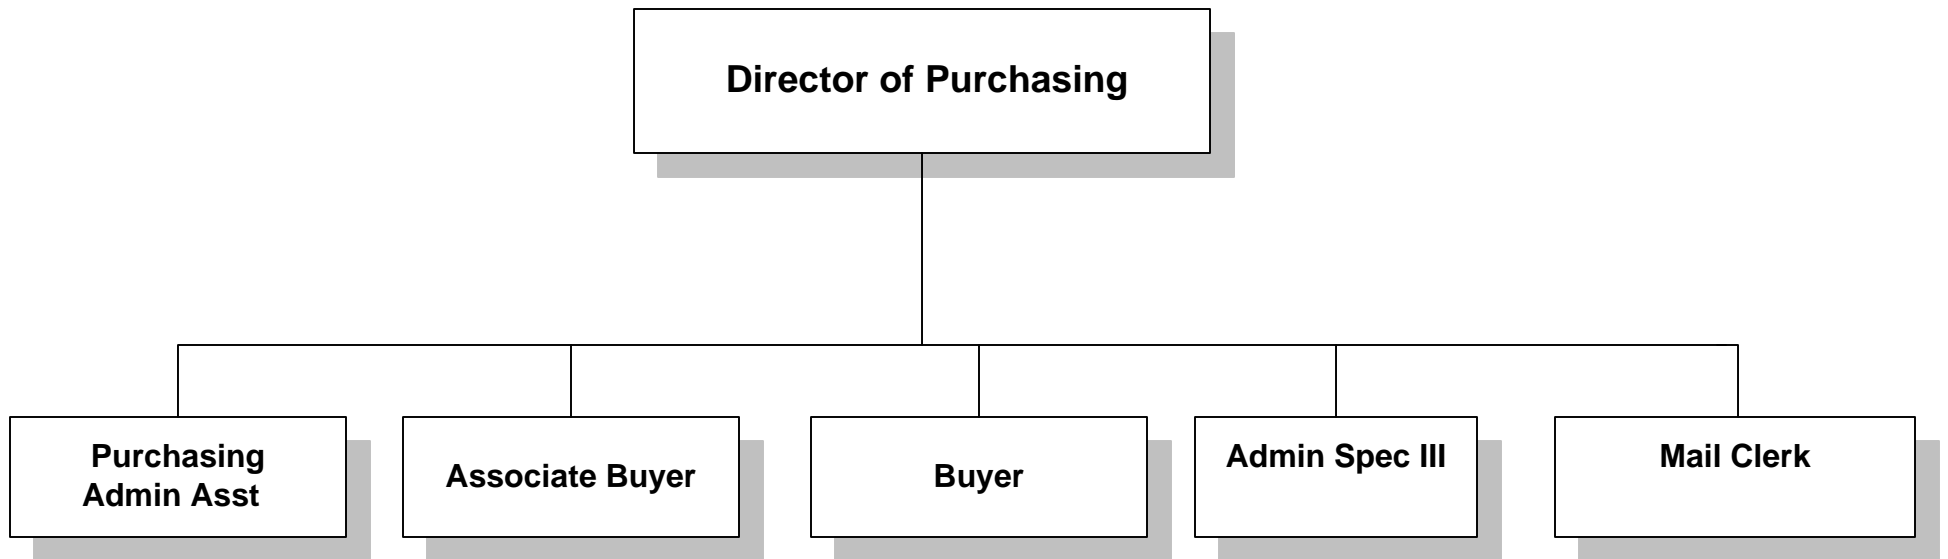 Director of Purchasing
Purchasing
Admin Asst
Associate Buyer
Buyer
Admin Spec III
Mail Clerk